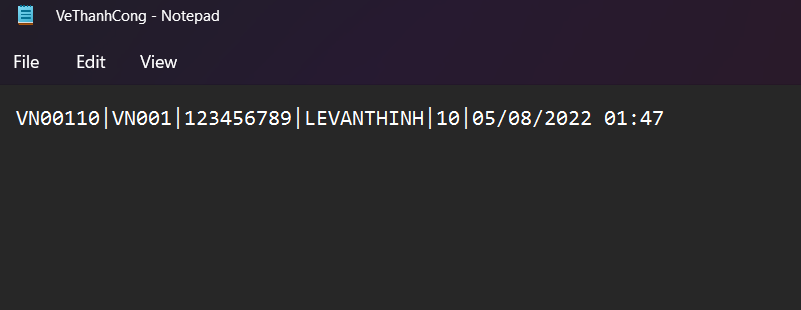 VeThanhCong - Notepad
File Edit View
VN00110|VN001|123456789|LEVANTHINH|10|05/08/2022 01:47